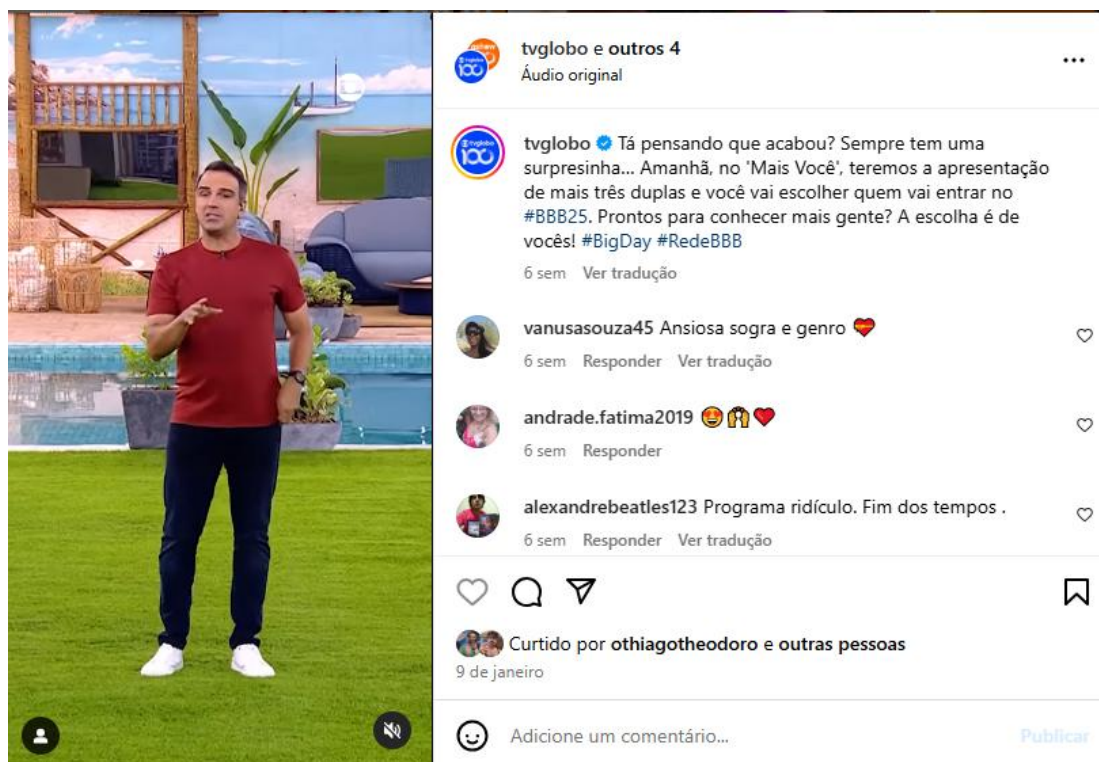 tvglobo e outros 4
Áudio original
tvglobo Tá pensando que acabou? Sempre tem uma
surpresinha... Amanhã, no 'Mais Você', teremos a apresentação
de mais três duplas e você vai escolher quem vai entrar no
#BBB25. Prontos para conhecer mais gente? A escolha é de
vocês! #BigDay #RedeBBB
6 sem Ver tradução
vanusasouza45 Ansiosa sogra e genro
6 sem Responder Ver tradução
andrade.fatima2019 😍🙌❤️
6 sem Responder
alexandrebeatles123 Programa ridículo. Fim dos tempos .
6 sem Responder Ver tradução
Curtido por othiagotheodoro e outras pessoas
9 de janeiro
Adicione um comentário...
Publicar